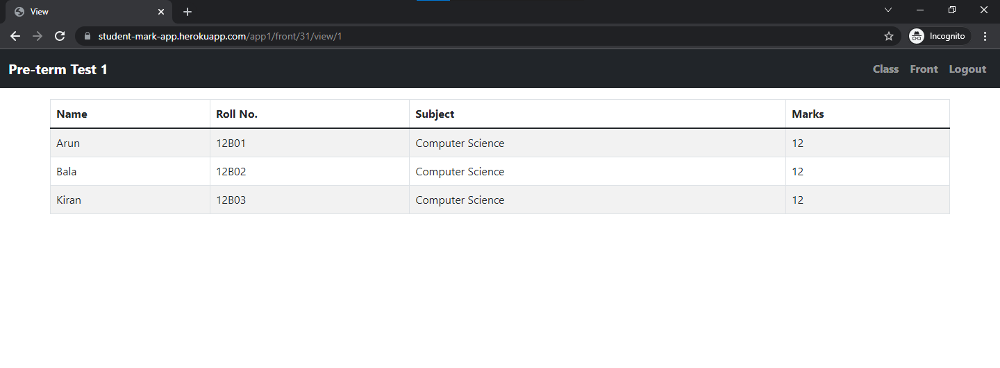 View
student-mark-app.herokuapp.com/app1/front/31/view/1
Incognito
Pre-term Test 1 Class Front Logout
Name Roll No. Subject Marks
Arun 12B01 Computer Science 12
Bala 12B02 Computer Science 12
Kiran 12B03 Computer Science 12